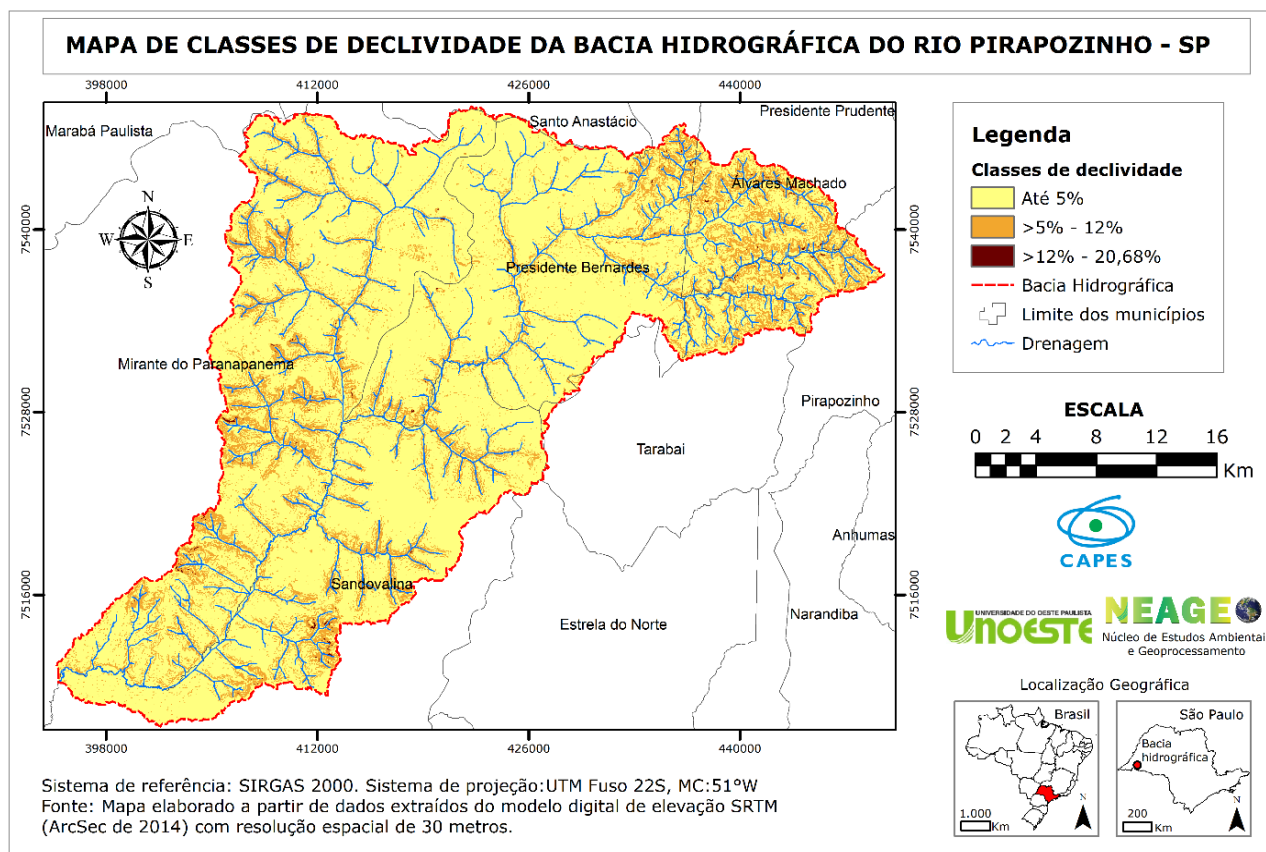 MAPA DE CLASSES DE DECLIVIDADE DA BACIA HIDROGRÁFICA DO RIO PIRAPOZINHO - SP
398000
412000
426000
440000
Marabá Paulista
Santo Anastácio
Presidente Prudente
Álvares Machado
N
W
E
S
7540000
7540000
Presidente Bernardes
Mirante do Paranapanema
7528000
7528000
Pirapozinho
Tarabai
Anhumas
Sandovalina
7516000
7516000
Estrela do Norte
Narandiba
398000
412000
426000
440000
Legenda
Classes de declividade
Até 5%
>5% - 12%
>12% - 20,68%
Bacia Hidrográfica
Limite dos municípios
Drenagem
ESCALA
0 2 4 8 12 16
Km
CAPES
UNIVERSIDADE DO OESTE PAULISTA
UNOESTE
NEAGEO
Núcleo de Estudos Ambientai
e Geoprocessamento
Localização Geográfica
Brasil
N
1.000
Km
São Paulo
Bacia
hidrográfica
N
200
Km
Sistema de referência: SIRGAS 2000. Sistema de projeção:UTM Fuso 22S, MC:51°W
Fonte: Mapa elaborado a partir de dados extraídos do modelo digital de elevação SRTM
(ArcSec de 2014) com resolução espacial de 30 metros.